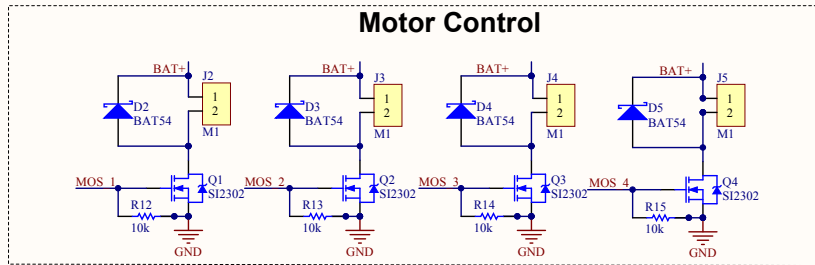 Motor Control
BAT+ BAT+ BAT+ BAT+
J2 J3 J4 J5
1 1 1 1
2 2 2 2
D2 D3 D4 D5
BAT54 BAT54 BAT54 BAT54
M1 M1 M1 M1
MOS_1 MOS_2 MOS_3 MOS_4
Q1 Q2 Q3 Q4
SI2302 SI2302 SI2302 SI2302
R12 R13 R14 R15
10k 10k 10k 10k
GND GND GND GND